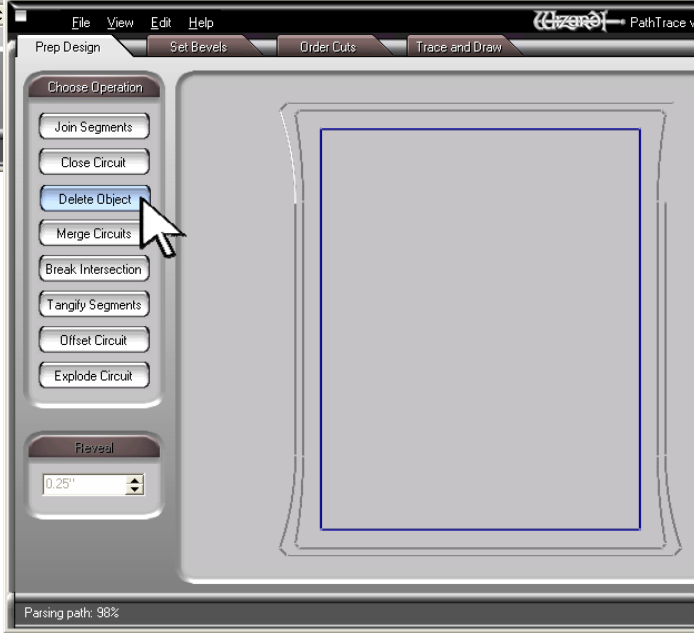 File View Edit Help Wizard PathTrace v
Prep Design Set Bevels Order Cuts Trace and Draw
Choose Operation
Join Segments
Close Circuit
Delete Object
Merge Circuits
Break Intersection
Tangify Segments
Offset Circuit
Explode Circuit
Reveal
0.25"
Parsing path: 98%